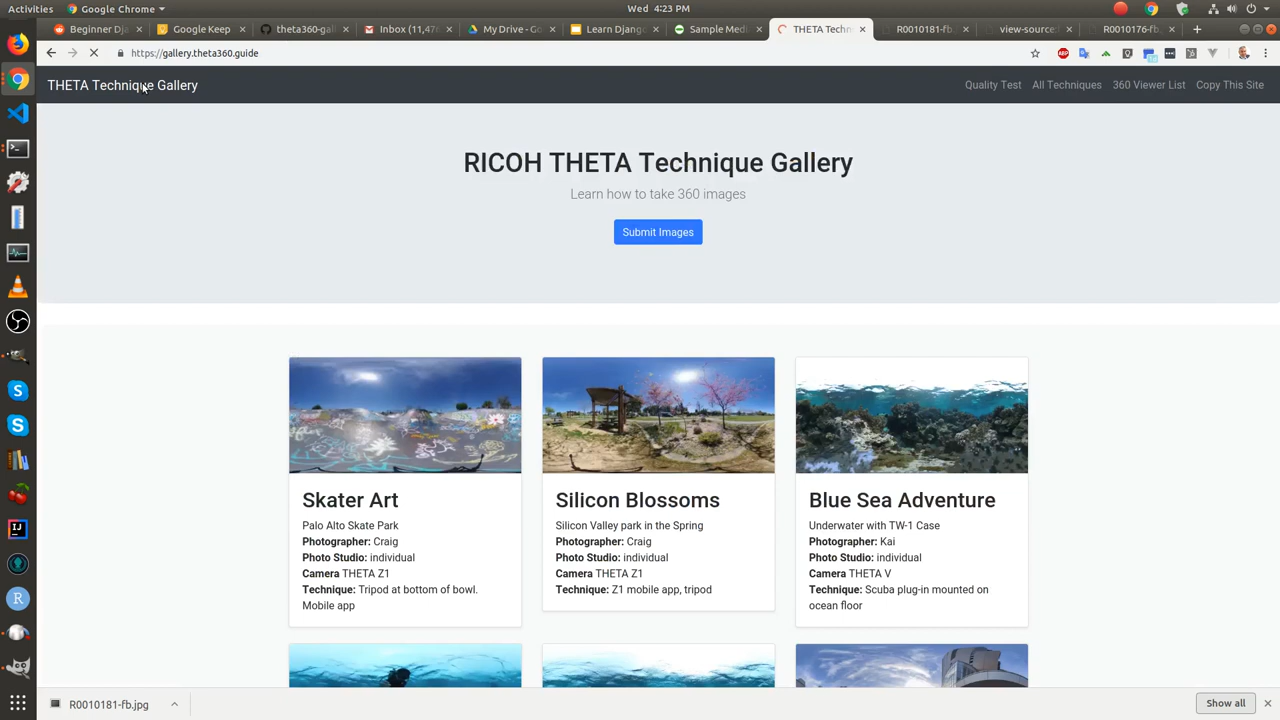 Activities Google Chrome Wed 4:23 PM
Beginner Dj Google Keep theta360-gal Inbox (11,47 My Drive - Go Learn Djang Sample Medi THETA Techn R0010181-fb. view-source: R0010176-fb.
https://gallery.theta360.guide
THETA Technique Gallery Quality Test All Techniques 360 Viewer List Copy This Site
RICOH THETA Technique Gallery
Learn how to take 360 images
Submit Images
Skater Art
Palo Alto Skate Park
Photographer: Craig
Photo Studio: individual
Camera THETA Z1
Technique: Tripod at bottom of bowl.
Mobile app
Silicon Blossoms
Silicon Valley park in the Spring
Photographer: Craig
Photo Studio: individual
Camera THETA Z1
Technique: Z1 mobile app, tripod
Blue Sea Adventure
Underwater with TW-1 Case
Photographer: Kai
Photo Studio: individual
Camera THETA V
Technique: Scuba plug-in mounted on
ocean floor
R0010181-fb.jpg Show all